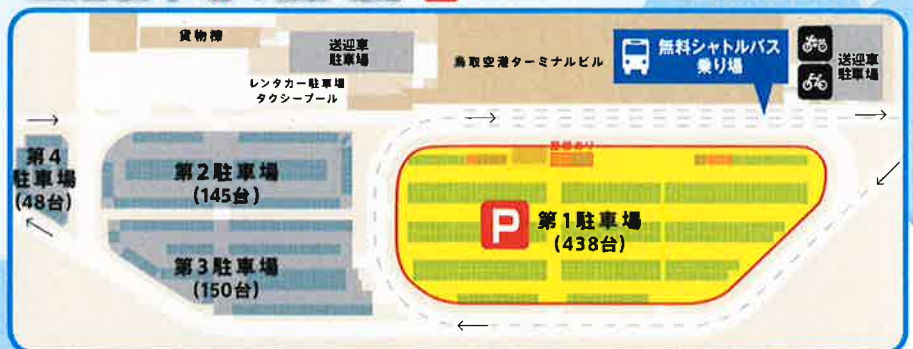 貨物棟
送迎車
駐車場
鳥取空港ターミナルビル
無料シャトルバス
乗り場
送迎車
駐車場
レンタカー駐車場
タクシープール
第4
駐車場
(48台)
第2駐車場
(145台)
P
第1駐車場
(438台)
第3駐車場
(150台)